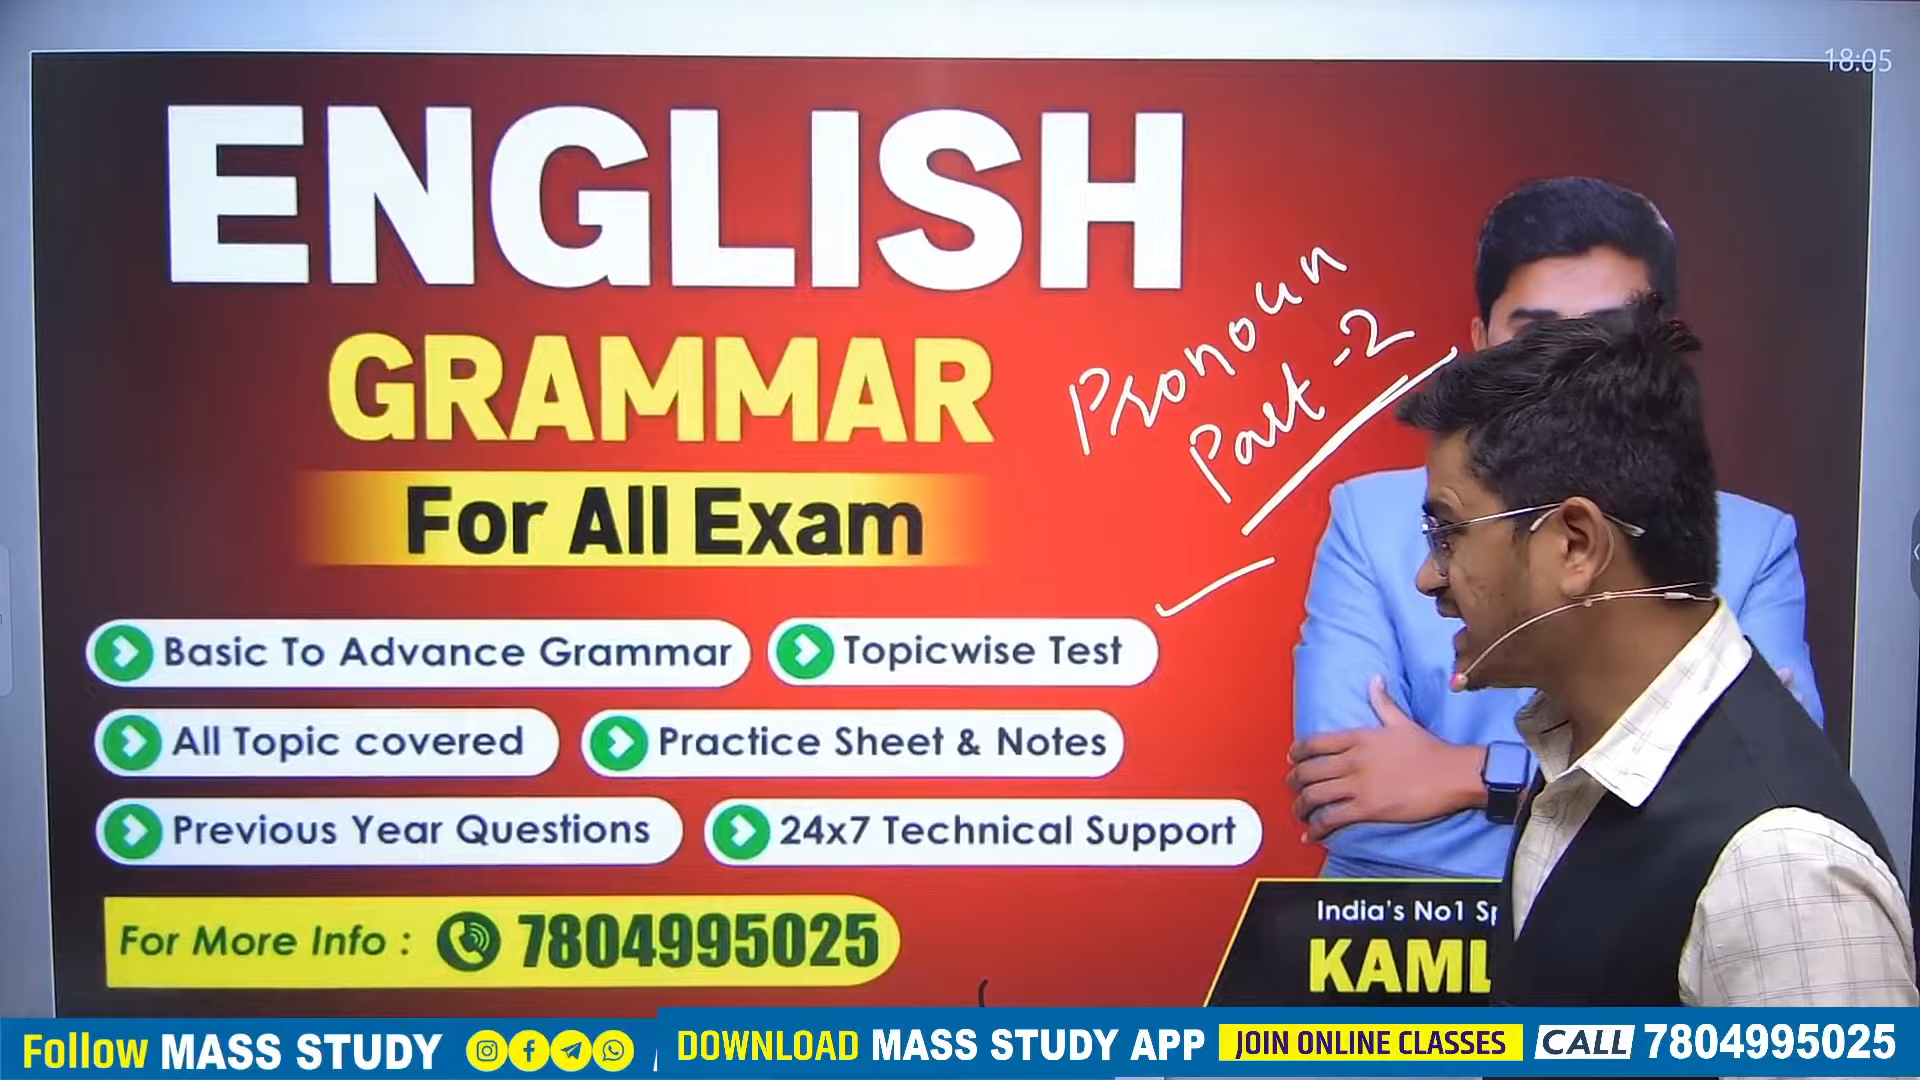 18:05
ENGLISH
GRAMMAR
For All Exam
Pronoun
Part -2
Basic To Advance Grammar
Topicwise Test
All Topic covered
Practice Sheet & Notes
Previous Year Questions
24x7 Technical Support
For More Info : 7804995025
India's No1
Follow MASS STUDY
DOWNLOAD MASS STUDY APP JOIN ONLINE CLASSES CALL 7804995025